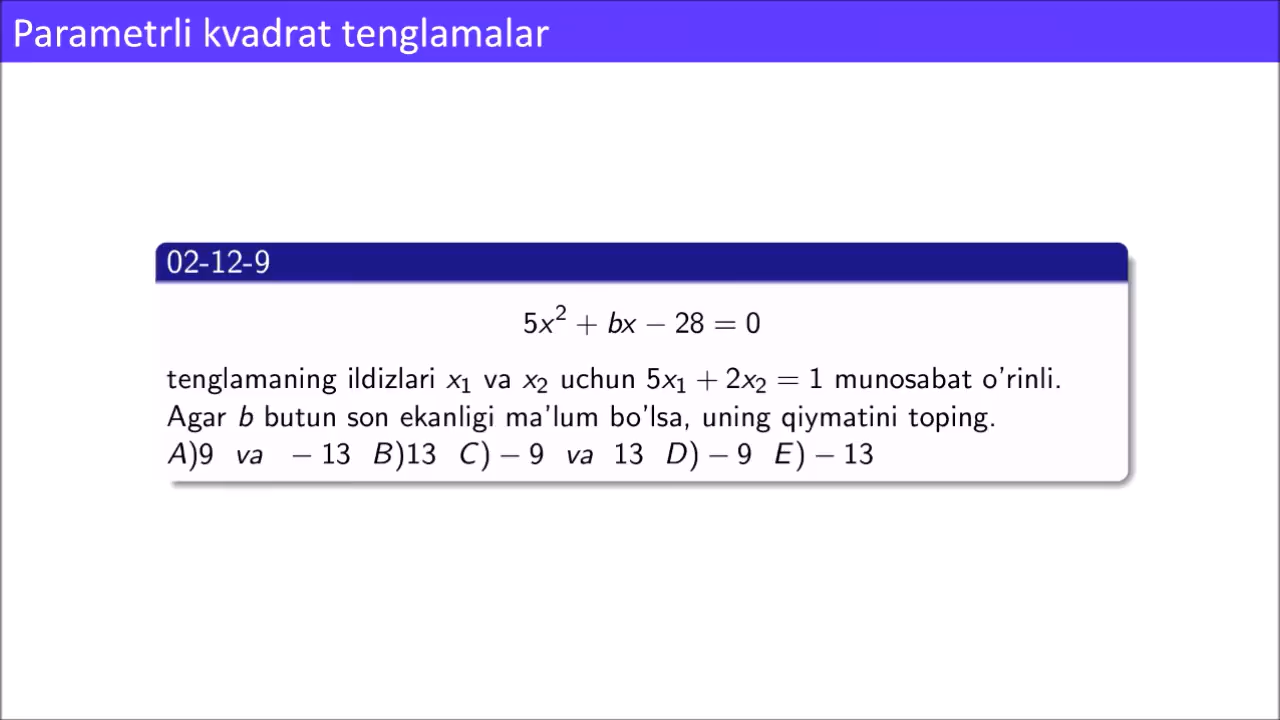 Parametrli kvadrat tenglamalar
02-12-9
5x² + bx − 28 = 0
tenglamaning ildizlari x₁ va x₂ uchun 5x₁ + 2x₂ = 1 munosabat o'rinli.
Agar b butun son ekanligi ma'lum bo'lsa, uning qiymatini toping.
A)9 va − 13 B)13 C) − 9 va 13 D) − 9 E) − 13